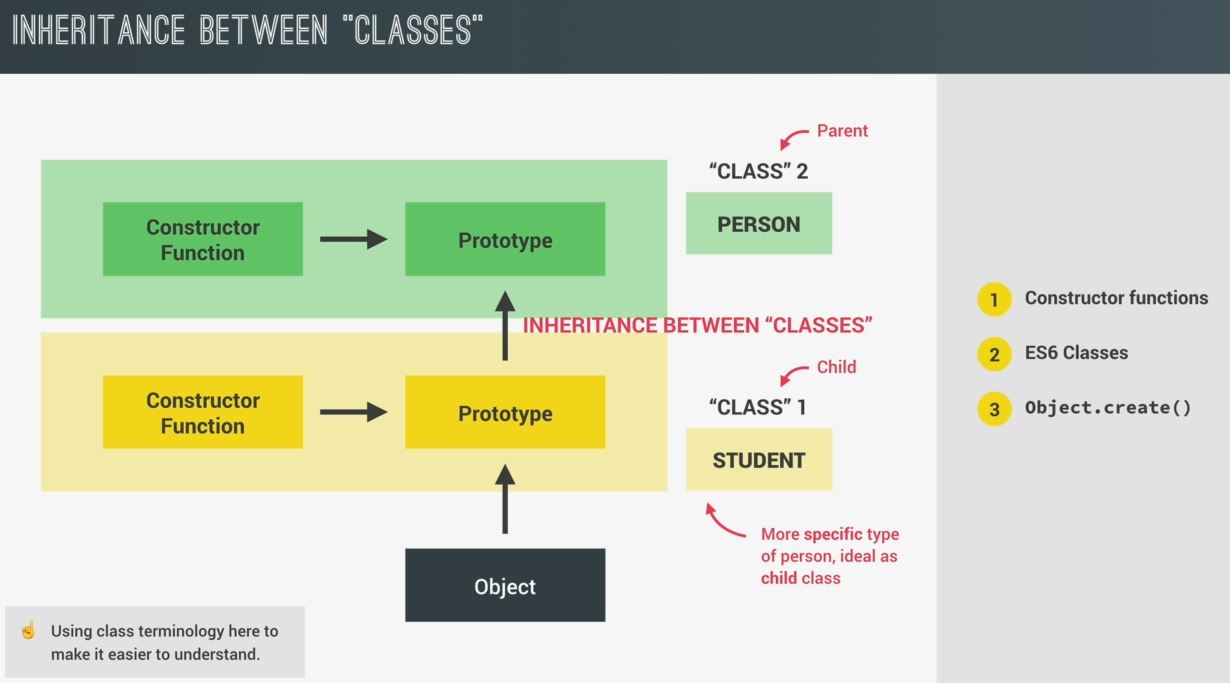 INHERITANCE BETWEEN "CLASSES"
Parent
“CLASS” 2
Constructor
Function
Prototype
PERSON
INHERITANCE BETWEEN “CLASSES”
Child
“CLASS” 1
Constructor
Function
Prototype
STUDENT
More specific type
of person, ideal as
child class
Object
☝ Using class terminology here to
make it easier to understand.
1 Constructor functions
2 ES6 Classes
3 Object.create()